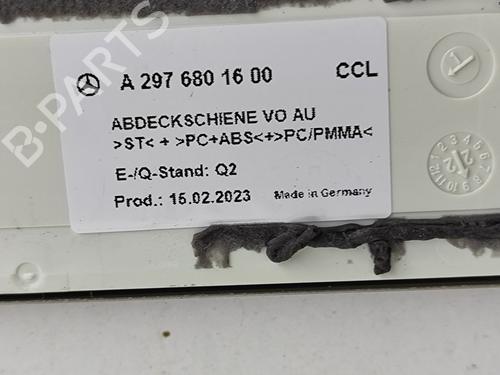 A 297 680 16 00 CCL
ABDECKSCHIENE VO AU
>ST< + >PC+ABS<+>PC/PMMA<
E-/Q-Stand: Q2
Prod.: 15.02.2023 Made in Germany
B-PARTS